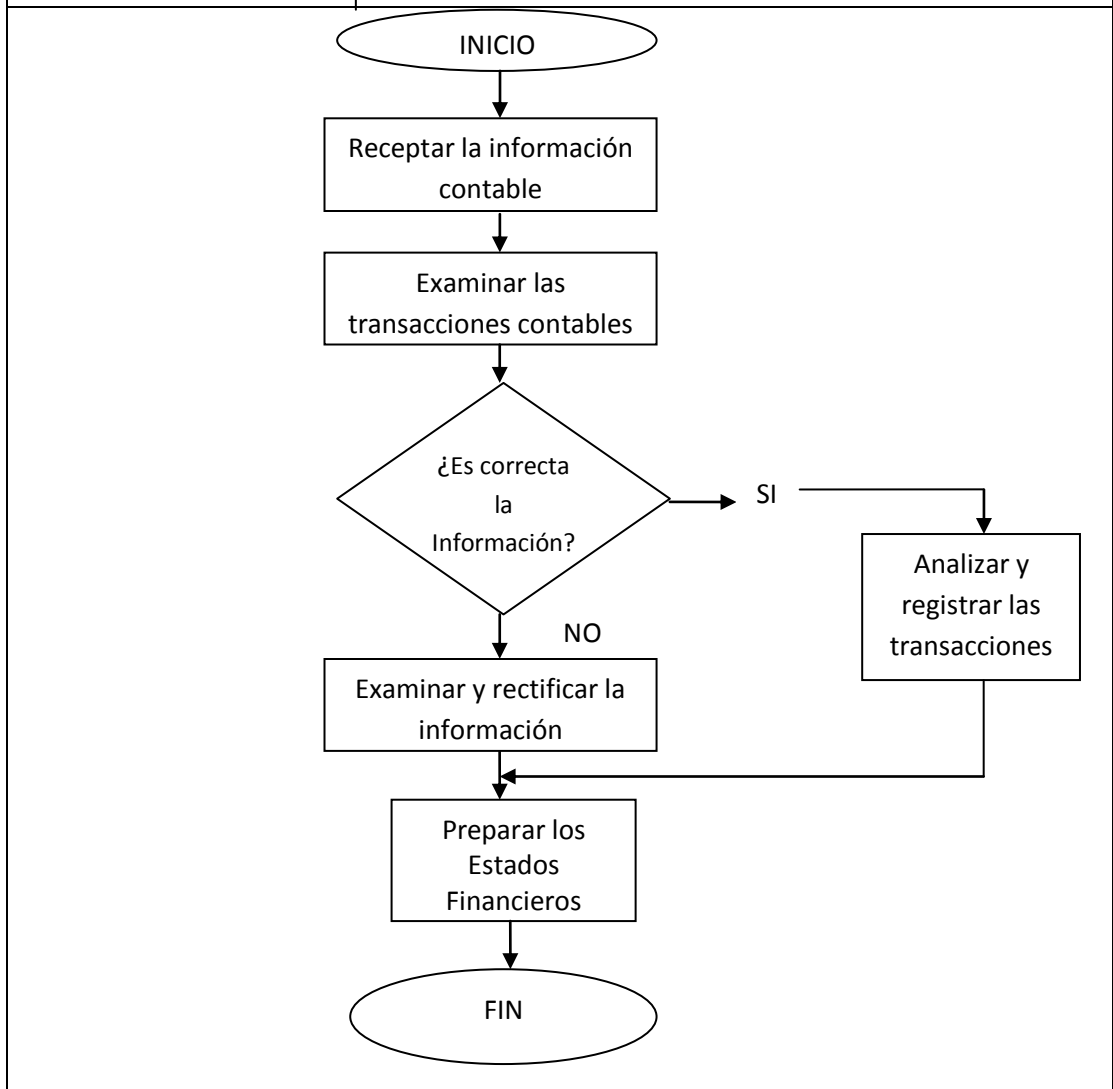 INICIO
Receptar la información
contable
Examinar las
transacciones contables
¿Es correcta
la
Información?
SI
Analizar y
registrar las
transacciones
NO
Examinar y rectificar la
información
Preparar los
Estados
Financieros
FIN